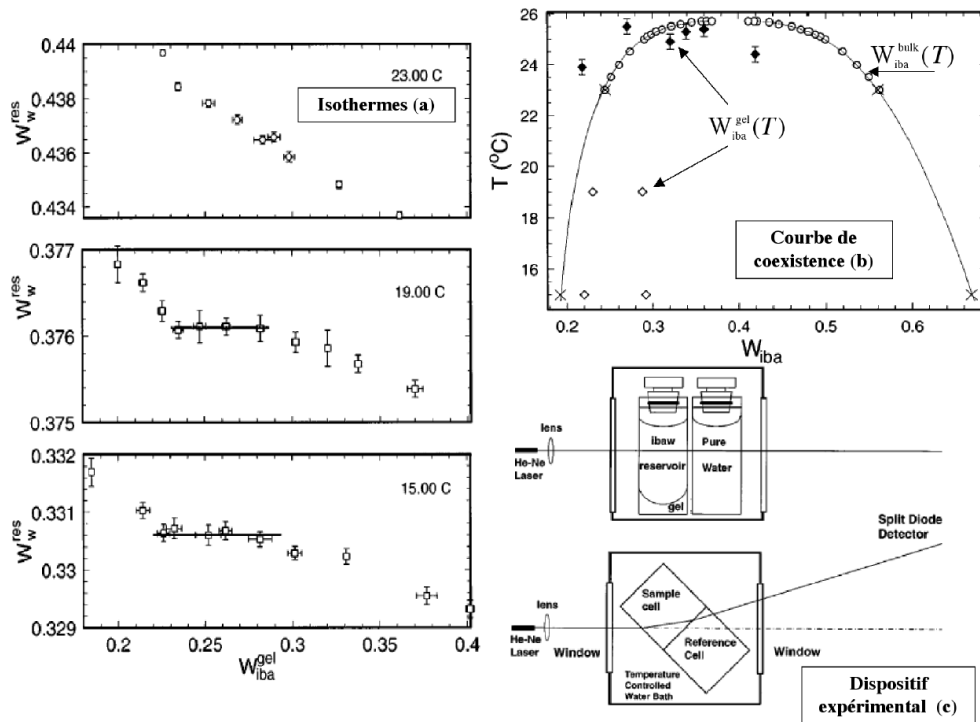 0.44
0.438
0.436
0.434
W_w^res
23.00 C
Isothermes (a)
0.377
0.376
0.375
W_w^res
19.00 C
0.332
0.331
0.33
0.329
W_w^res
15.00 C
0.2
0.25
0.3
0.35
0.4
W_iba^gel
26
24
22
20
18
16
T (°C)
W_iba^bulk(T)
W_iba^gel(T)
Courbe de
coexistence (b)
0.2
0.3
0.4
0.5
0.6
W_iba
lens
He-Ne
Laser
ibaw
reservoir
gel
Pure
Water
Split Diode
Detector
lens
He-Ne
Laser
Window
Sample
cell
Reference
Cell
Window
Temperature
Controlled
Water Bath
Dispositif
expérimental (c)